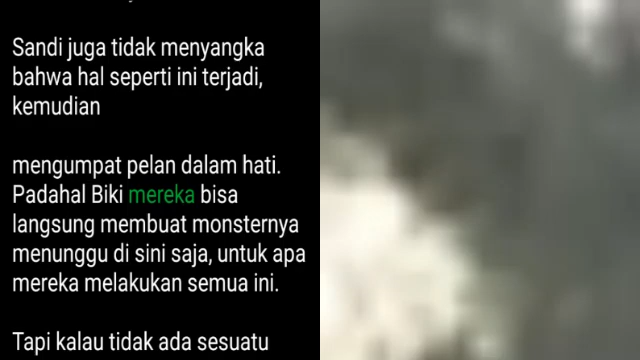 Sandi juga tidak menyangka
bahwa hal seperti ini terjadi,
kemudian
mengumpat pelan dalam hati.
Padahal Biki mereka bisa
langsung membuat monsternya
menunggu di sini saja, untuk apa
mereka melakukan semua ini.
Tapi kalau tidak ada sesuatu